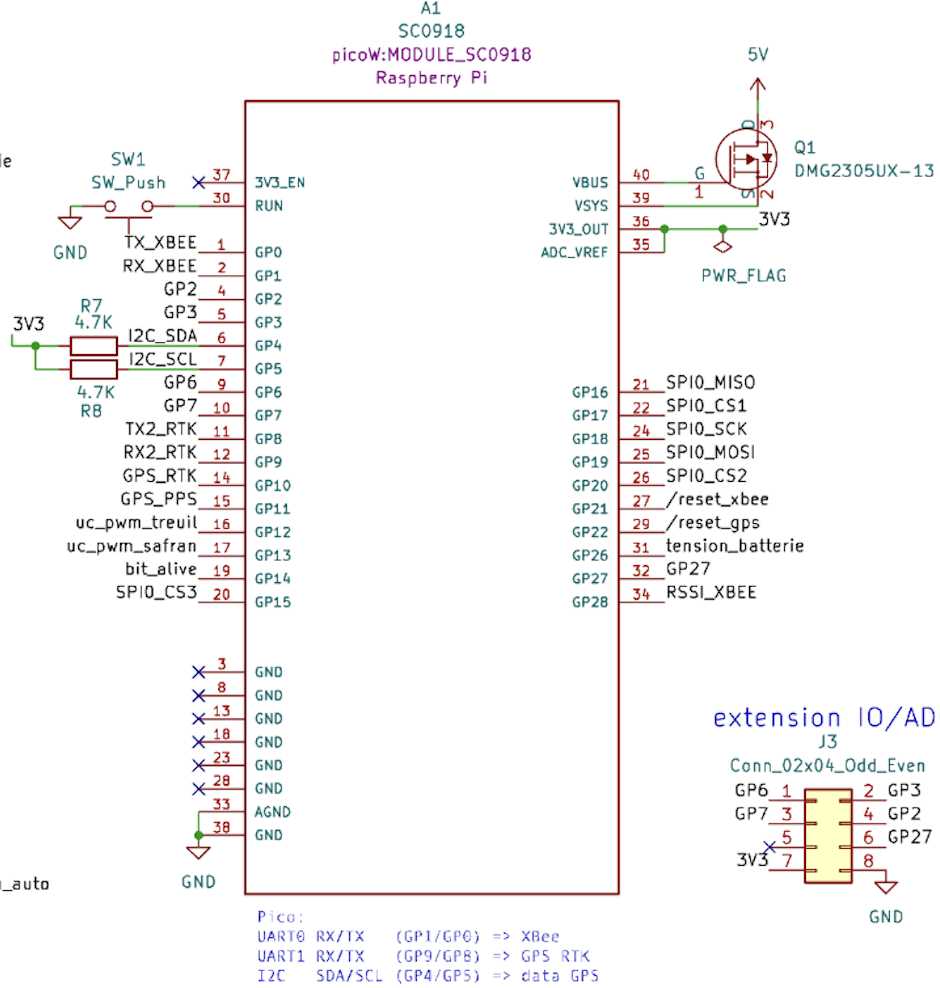 A1
SC0918
picoW:MODULE_SC0918
Raspberry Pi
5V
ie
D 3
Q1
DMG2305UX-13
G
1
S 2
SW1
SW_Push
37 3V3_EN
30 RUN
GND
VBUS 40
VSYS 39
3V3_OUT 36
3V3
ADC_VREF 35
PWR_FLAG
TX_XBEE 1 GP0
RX_XBEE 2 GP1
GP2 4 GP2
GP3 5 GP3
R7
4.7K
3V3
I2C_SDA 6 GP4
I2C_SCL 7 GP5
4.7K
R8
GP6 9 GP6
GP7 10 GP7
TX2_RTK 11 GP8
RX2_RTK 12 GP9
GPS_RTK 14 GP10
GPS_PPS 15 GP11
uc_pwm_treuil 16 GP12
uc_pwm_safran 17 GP13
bit_alive 19 GP14
SPI0_CS3 20 GP15
GP16 21 SPI0_MISO
GP17 22 SPI0_CS1
GP18 24 SPI0_SCK
GP19 25 SPI0_MOSI
GP20 26 SPI0_CS2
GP21 27 /reset_xbee
GP22 29 /reset_gps
GP26 31 tension_batterie
GP27 32 GP27
GP28 34 RSSI_XBEE
3 GND
8 GND
13 GND
18 GND
23 GND
28 GND
33 AGND
38 GND
GND
extension IO/AD
J3
Conn_02x04_Odd_Even
GP6 1 2 GP3
GP7 3 4 GP2
5 6 GP27
3V3 7 8
GND
_auto
Pico:
UART0 RX/TX (GP1/GP0) => XBee
UART1 RX/TX (GP9/GP8) => GPS RTK
I2C SDA/SCL (GP4/GP5) => data GPS